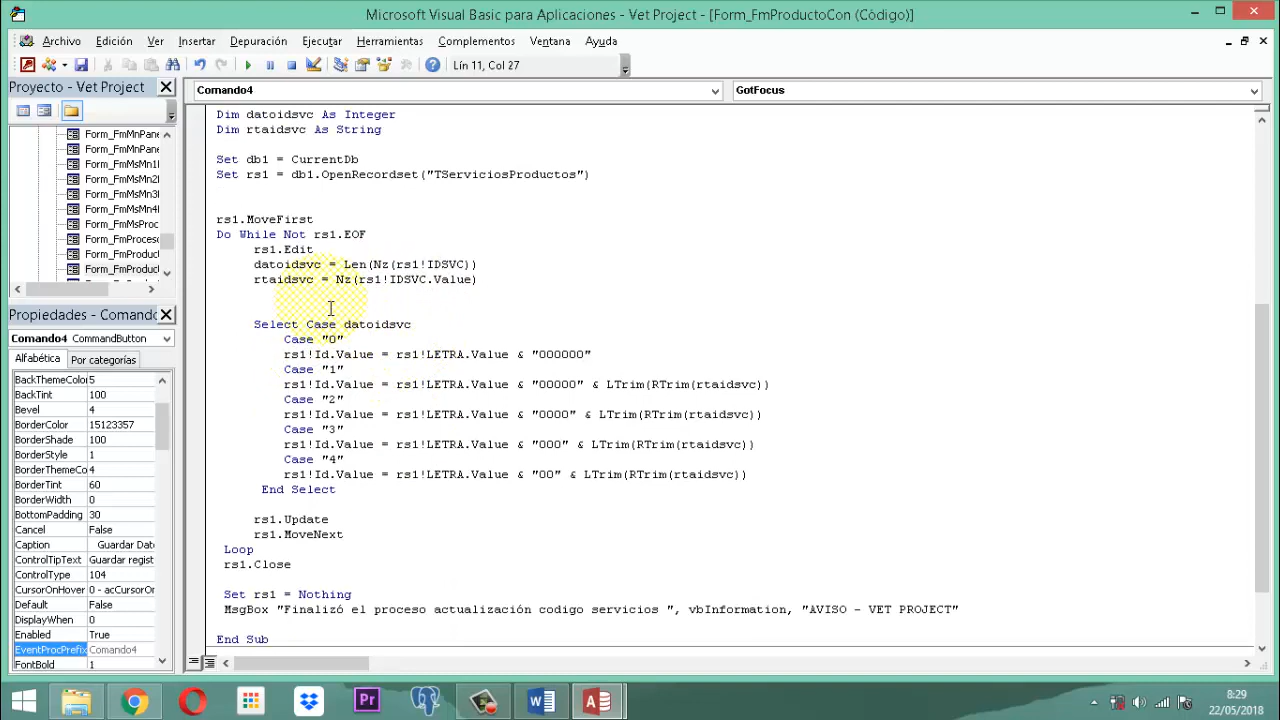 Microsoft Visual Basic para Aplicaciones - Vet Project - [Form_FmProductoCon (Código)]
Archivo Edición Ver Insertar Formato Depuración Ejecutar Herramientas Complementos Ventana Ayuda
Lín 11, Col 27
Proyecto - Vet Project
Form_FmMnPane
Form_FmMnPane
Form_FmMsMn1
Form_FmMsMn2
Form_FmMsMn3
Form_FmMsMn4
Form_FmMsProc
Form_FmProceso
Form_FmProduc
Form_FmProduc
Propiedades - Comando
Comando4 CommandButton
Alfabética Por categorías
BackThemeColor 5
BackTint 100
Bevel 4
BorderColor 15123357
BorderShade 100
BorderStyle 1
BorderThemeCo 4
BorderTint 60
BorderWidth 0
BottomPadding 30
Cancel False
Caption Guardar Dat
ControlTipText Guardar regist
ControlType 104
CursorOnHover 0 - acCursorOn
Default False
DisplayWhen 0
Enabled True
EventProcPrefix Comando4
FontBold 1
Comando4 GotFocus
Dim datoidsvc As Integer
Dim rtaidsvc As String
Set db1 = CurrentDb
Set rs1 = db1.OpenRecordset("TServiciosProductos")
rs1.MoveFirst
Do While Not rs1.EOF
rs1.Edit
datoidsvc = Len(Nz(rs1!IDSVC))
rtaidsvc = Nz(rs1!IDSVC.Value)
Select Case datoidsvc
Case "0"
rs1!Id.Value = rs1!LETRA.Value & "000000"
Case "1"
rs1!Id.Value = rs1!LETRA.Value & "00000" & LTrim(RTrim(rtaidsvc))
Case "2"
rs1!Id.Value = rs1!LETRA.Value & "0000" & LTrim(RTrim(rtaidsvc))
Case "3"
rs1!Id.Value = rs1!LETRA.Value & "000" & LTrim(RTrim(rtaidsvc))
Case "4"
rs1!Id.Value = rs1!LETRA.Value & "00" & LTrim(RTrim(rtaidsvc))
End Select
rs1.Update
rs1.MoveNext
Loop
rs1.Close
Set rs1 = Nothing
MsgBox "Finalizó el proceso actualización codigo servicios ", vbInformation, "AVISO - VET PROJECT"
End Sub
8:29
22/05/2018